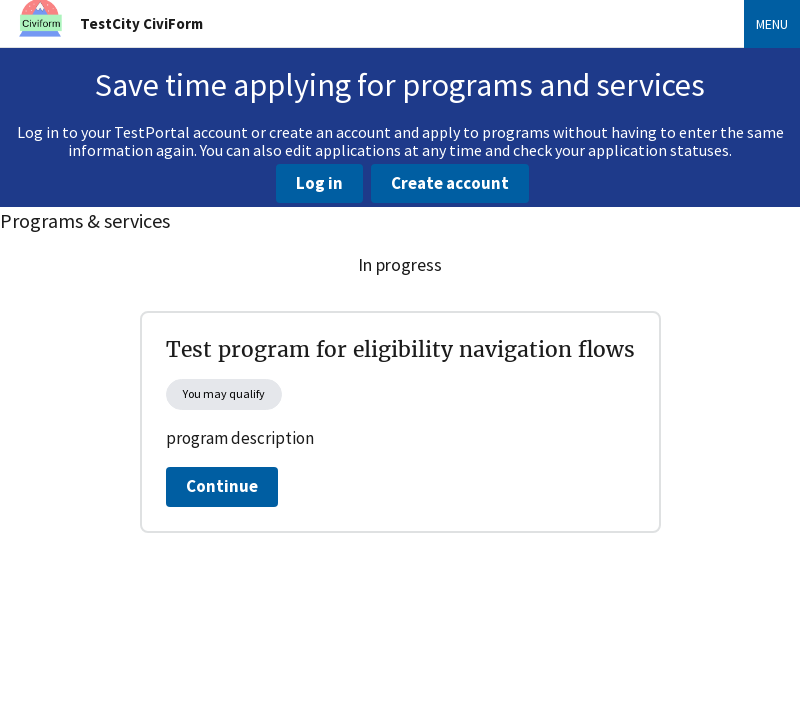 Civiform
TestCity CiviForm
MENU
Save time applying for programs and services
Log in to your TestPortal account or create an account and apply to programs without having to enter the same
information again. You can also edit applications at any time and check your application statuses.
Log in
Create account
Programs & services
In progress
Test program for eligibility navigation flows
You may qualify
program description
Continue